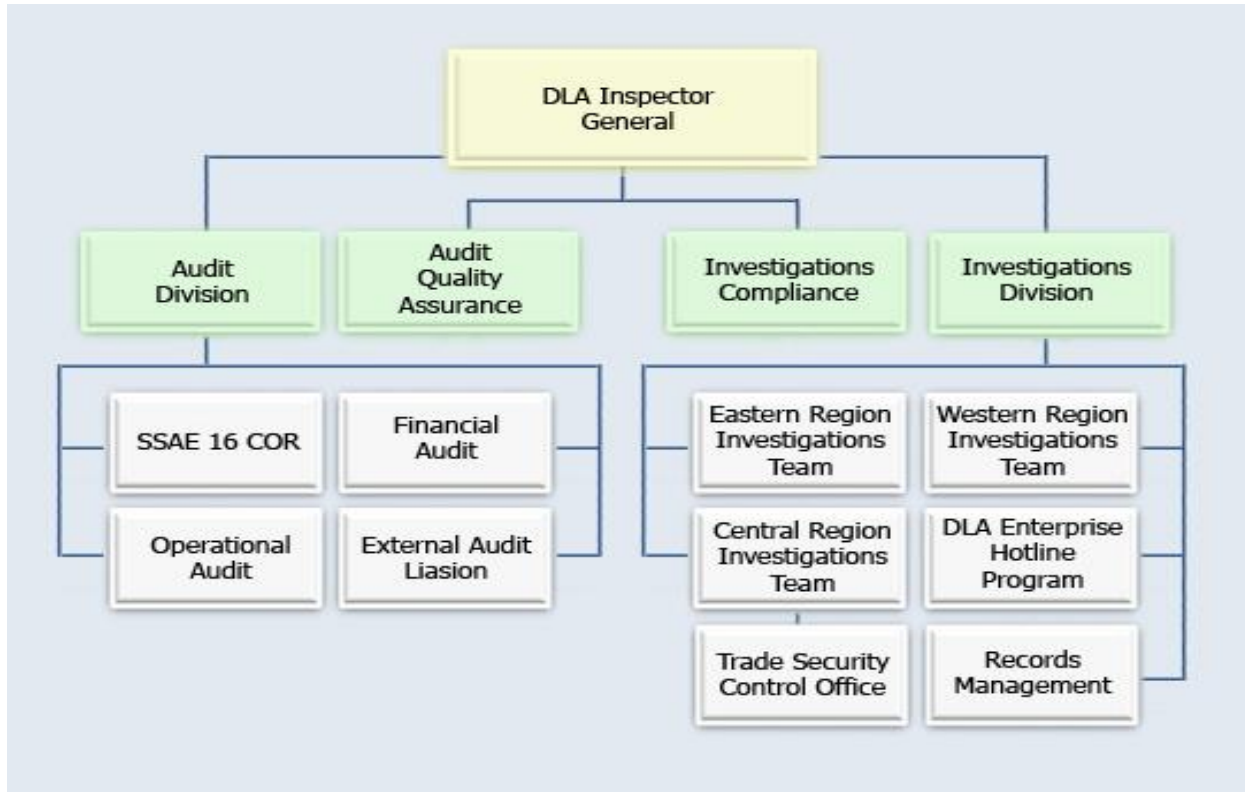 DLA Inspector
General
Audit
Division
Audit
Quality
Assurance
Investigations
Compliance
Investigations
Division
SSAE 16 COR
Financial
Audit
Operational
Audit
External Audit
Liasion
Eastern Region
Investigations
Team
Western Region
Investigations
Team
Central Region
Investigations
Team
DLA Enterprise
Hotline
Program
Trade Security
Control Office
Records
Management